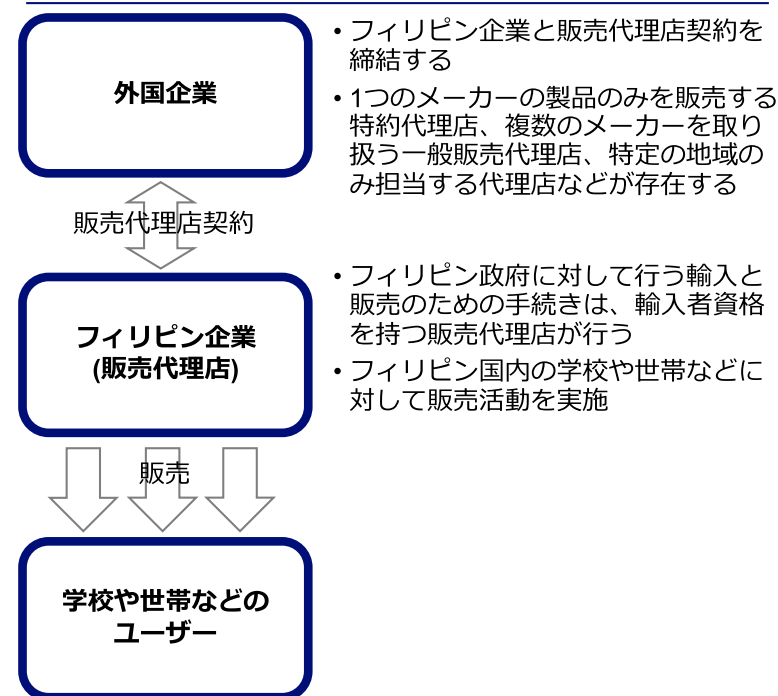 外国企業
• フィリピン企業と販売代理店契約を
締結する
• 1つのメーカーの製品のみを販売する
特約代理店、複数のメーカーを取り
扱う一般販売代理店、特定の地域の
み担当する代理店などが存在する
販売代理店契約
フィリピン企業
(販売代理店)
• フィリピン政府に対して行う輸入と
販売のための手続きは、輸入者資格
を持つ販売代理店が行う
• フィリピン国内の学校や世帯などに
対して販売活動を実施
販売
学校や世帯などの
ユーザー